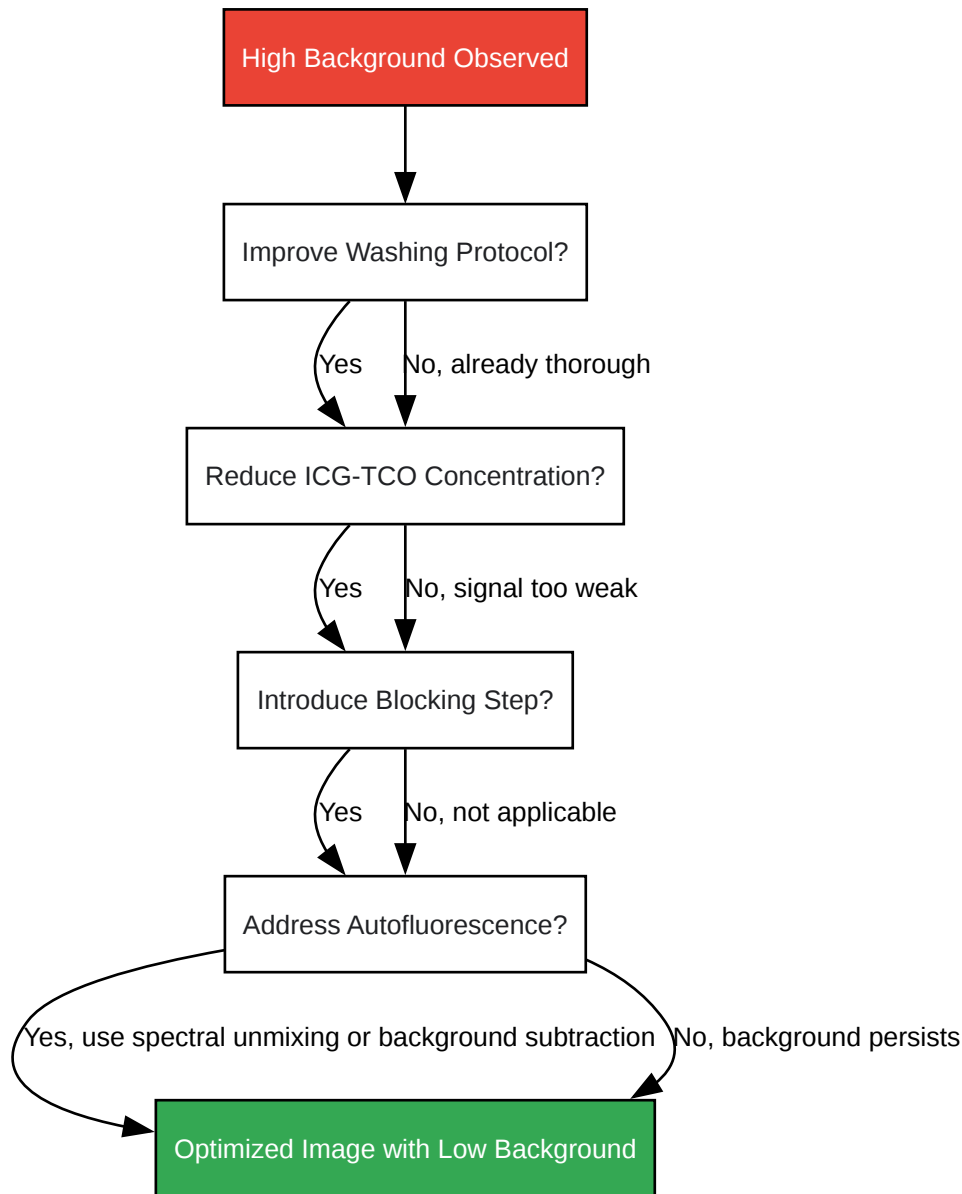 High Background Observed
Improve Washing Protocol?
Yes
No, already thorough
Reduce ICG-TCO Concentration?
Yes
No, signal too weak
Introduce Blocking Step?
Yes
No, not applicable
Address Autofluorescence?
Yes, use spectral unmixing or background subtraction
No, background persists
Optimized Image with Low Background